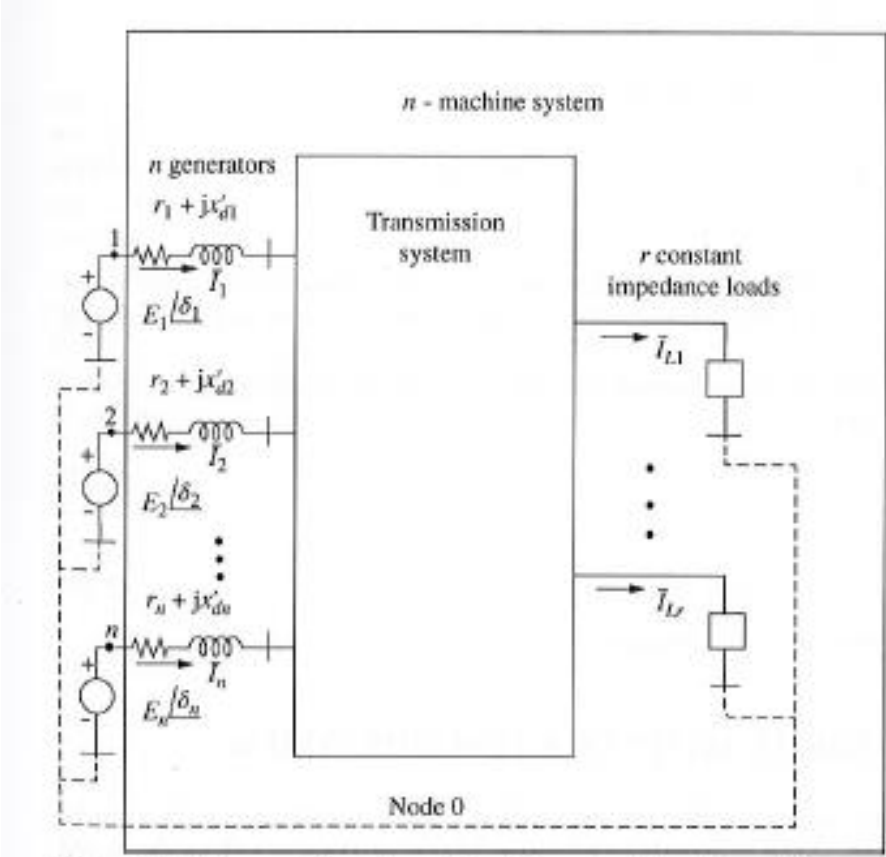 n - machine system
n generators
r₁ + jx'd1
1
+
-
Ī₁
E₁/δ₁
Transmission
system
r constant
impedance loads
ĪL1
r₂ + jx'd2
2
+
-
Ī₂
E₂/δ₂
rₙ + jx'dn
n
+
-
Īₙ
Eₙ/δₙ
ĪLr
Node 0